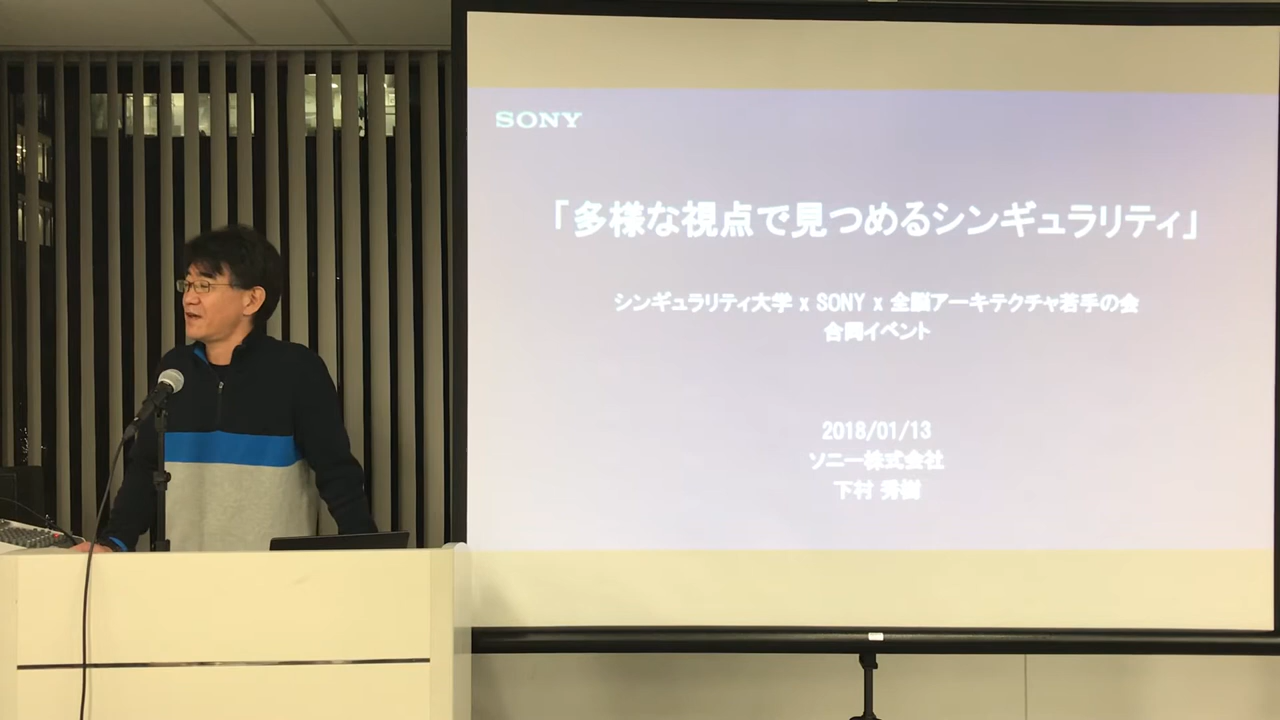 SONY
「多様な視点で見つめるシンギュラリティ」
シンギュラリティ大学 x SONY x 全脳アーキテクチャ若手の会
合同イベント
2018/01/13
ソニー株式会社
下村 秀樹